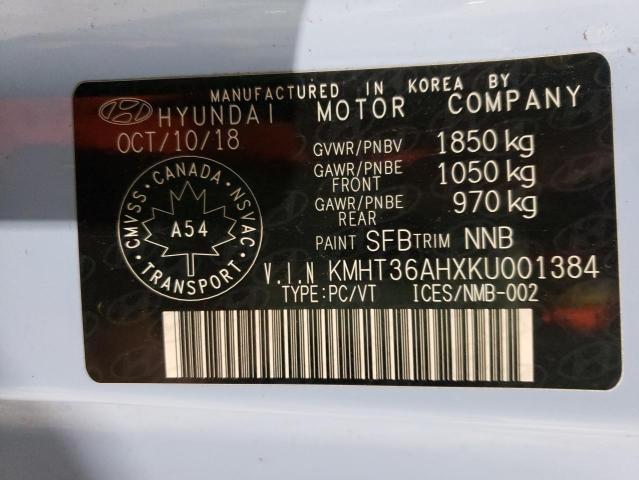 MANUFACTURED IN KOREA BY
HYUNDAI MOTOR COMPANY
OCT/10/18
GVWR/PNBV 1850 kg
GAWR/PNBE FRONT 1050 kg
GAWR/PNBE REAR 970 kg
PAINT SFB TRIM NNB
CMVSS · CANADA · NSVAC
A54
TRANSPORT
V.I.N KMHT36AHXKU001384
TYPE:PC/VT ICES/NMB-002